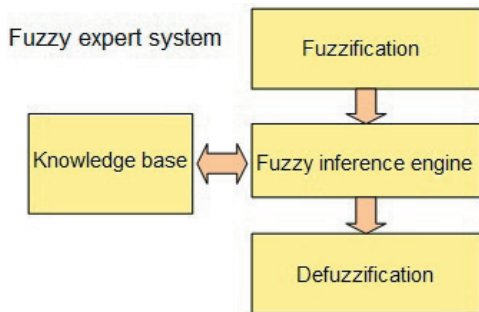 Fuzzy expert system
Fuzzification
Knowledge base
Fuzzy inference engine
Defuzzification